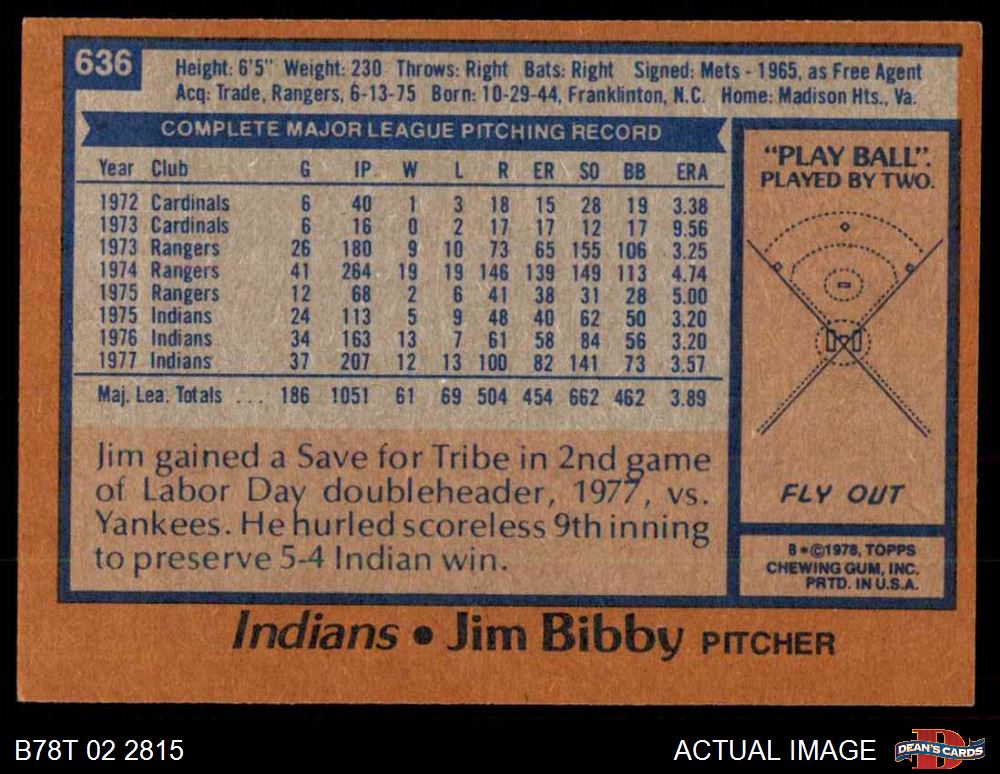 636
Height: 6'5" Weight: 230 Throws: Right Bats: Right Signed: Mets - 1965, as Free Agent
Acq: Trade, Rangers, 6-13-75 Born: 10-29-44, Franklinton, N.C. Home: Madison Hts., Va.
COMPLETE MAJOR LEAGUE PITCHING RECORD
Year Club G IP. W L R ER SO BB ERA
1972 Cardinals 6 40 1 3 18 15 28 19 3.38
1973 Cardinals 6 16 0 2 17 17 12 17 9.56
1973 Rangers 26 180 9 10 73 65 155 106 3.25
1974 Rangers 41 264 19 19 146 139 149 113 4.74
1975 Rangers 12 68 2 6 41 38 31 28 5.00
1975 Indians 24 113 5 9 48 40 62 50 3.20
1976 Indians 34 163 13 7 61 58 84 56 3.20
1977 Indians 37 207 12 13 100 82 141 73 3.57
Maj. Lea. Totals ... 186 1051 61 69 504 454 662 462 3.89
Jim gained a Save for Tribe in 2nd game
of Labor Day doubleheader, 1977, vs.
Yankees. He hurled scoreless 9th inning
to preserve 5-4 Indian win.
"PLAY BALL".
PLAYED BY TWO.
FLY OUT
B*©1978, TOPPS
CHEWING GUM, INC.
PRTD. IN U.S.A.
Indians • Jim Bibby PITCHER
B78T 02 2815
ACTUAL IMAGE
DEAN'S CARDS